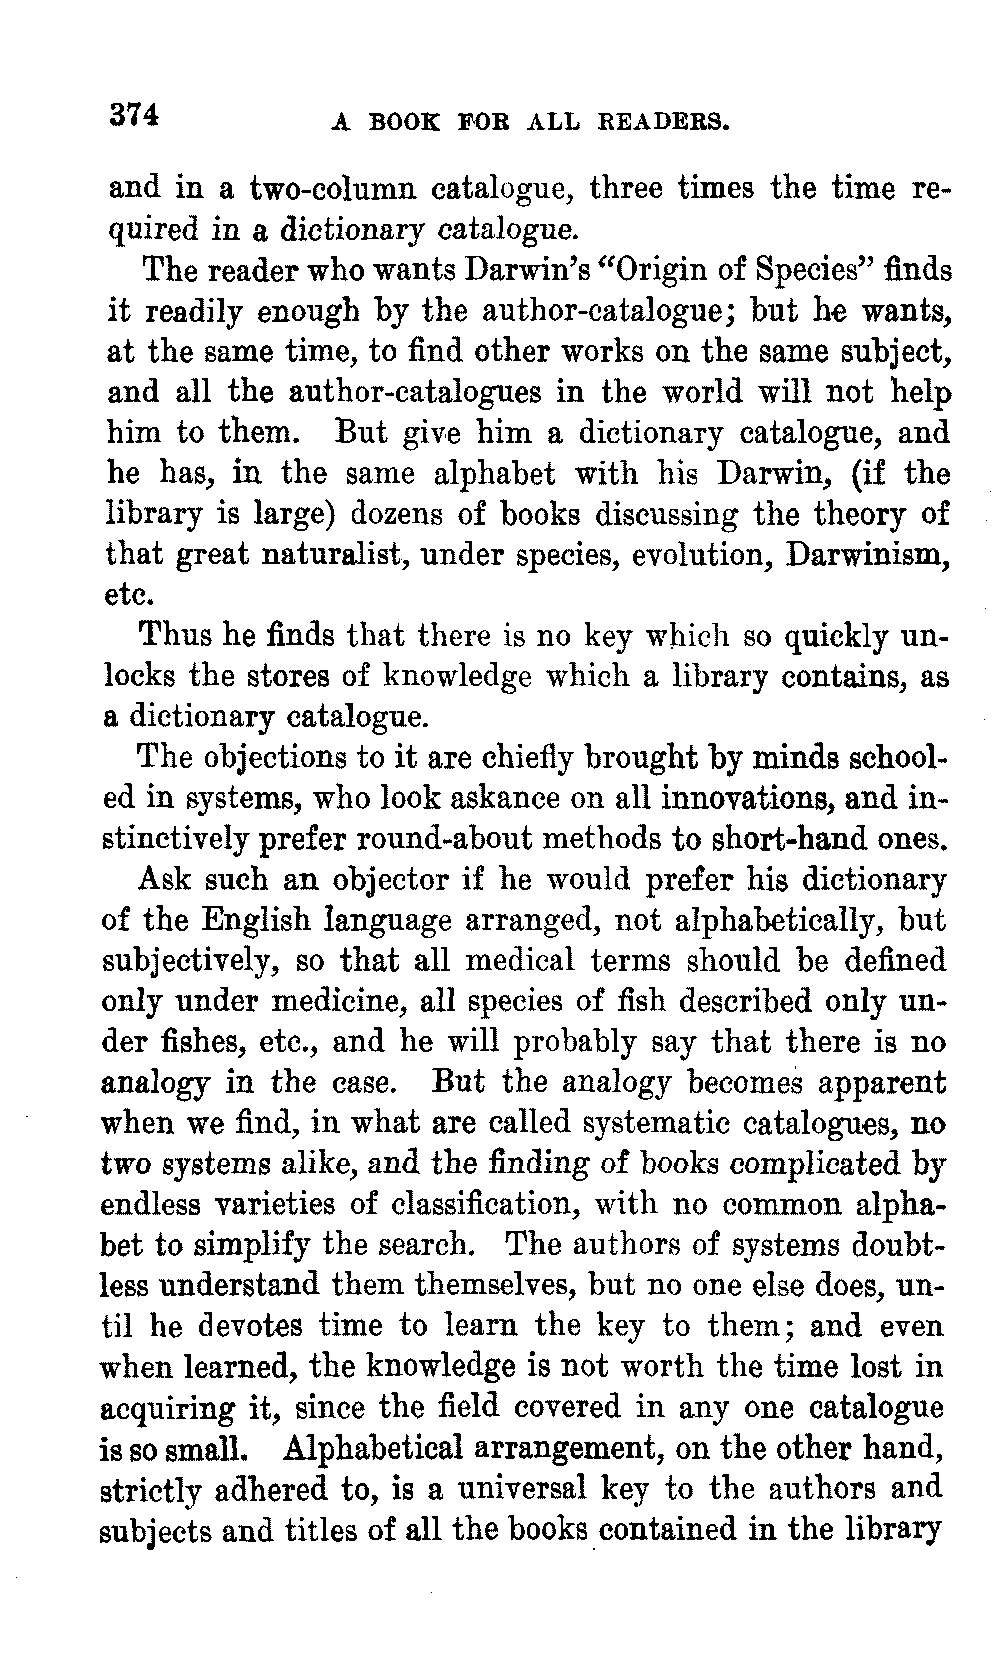 374
A BOOK FOR ALL READERS.
and in a two-column catalogue, three times the time re-
quired in a dictionary catalogue.
The reader who wants Darwin's “Origin of Species” finds
it readily enough by the author-catalogue; but he wants,
at the same time, to find other works on the same subject,
and all the author-catalogues in the world will not help
him to them. But give him a dictionary catalogue, and
he has, in the same alphabet with his Darwin, (if the
library is large) dozens of books discussing the theory of
that great naturalist, under species, evolution, Darwinism,
etc.
Thus he finds that there is no key which so quickly un-
locks the stores of knowledge which a library contains, as
a dictionary catalogue.
The objections to it are chiefly brought by minds school-
ed in systems, who look askance on all innovations, and in-
stinctively prefer round-about methods to short-hand ones.
Ask such an objector if he would prefer his dictionary
of the English language arranged, not alphabetically, but
subjectively, so that all medical terms should be defined
only under medicine, all species of fish described only un-
der fishes, etc., and he will probably say that there is no
analogy in the case. But the analogy becomes apparent
when we find, in what are called systematic catalogues, no
two systems alike, and the finding of books complicated by
endless varieties of classification, with no common alpha-
bet to simplify the search. The authors of systems doubt-
less understand them themselves, but no one else does, un-
til he devotes time to learn the key to them; and even
when learned, the knowledge is not worth the time lost in
acquiring it, since the field covered in any one catalogue
is so small. Alphabetical arrangement, on the other hand,
strictly adhered to, is a universal key to the authors and
subjects and titles of all the books contained in the library